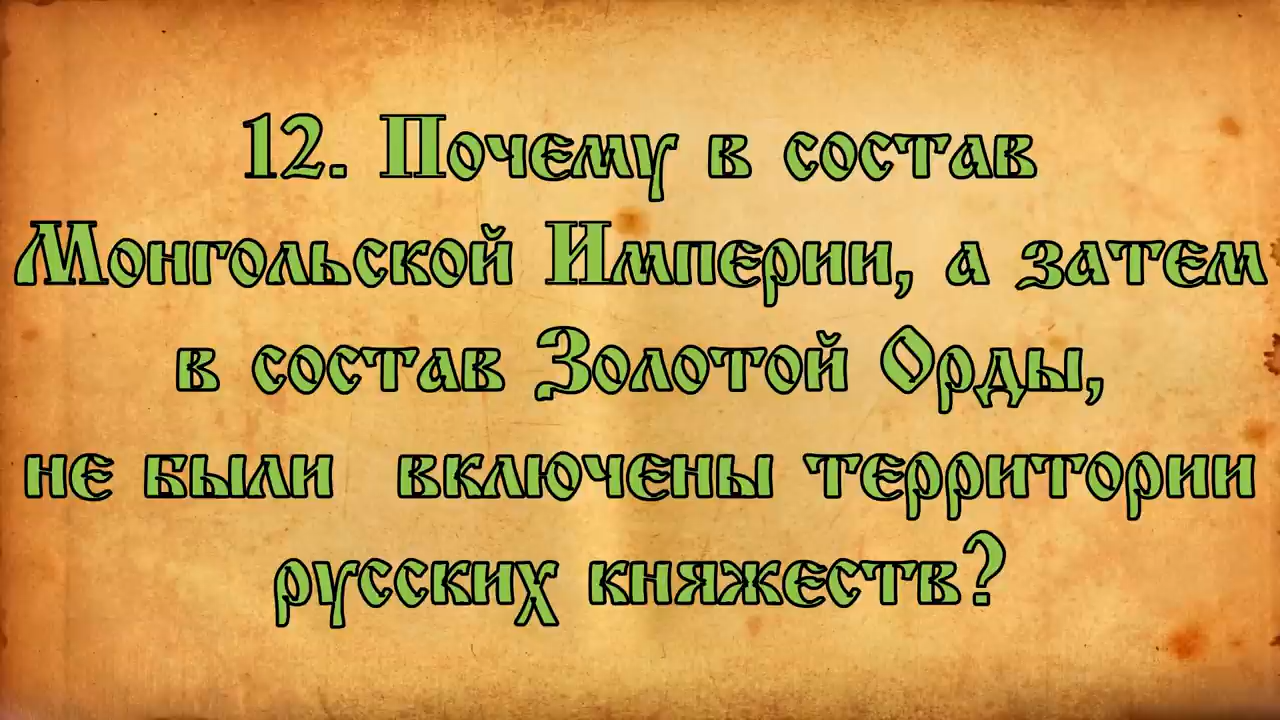 12. Почему в состав
Монгольской Империи, а затем
в состав Золотой Орды,
не были включены территории
русских княжеств?